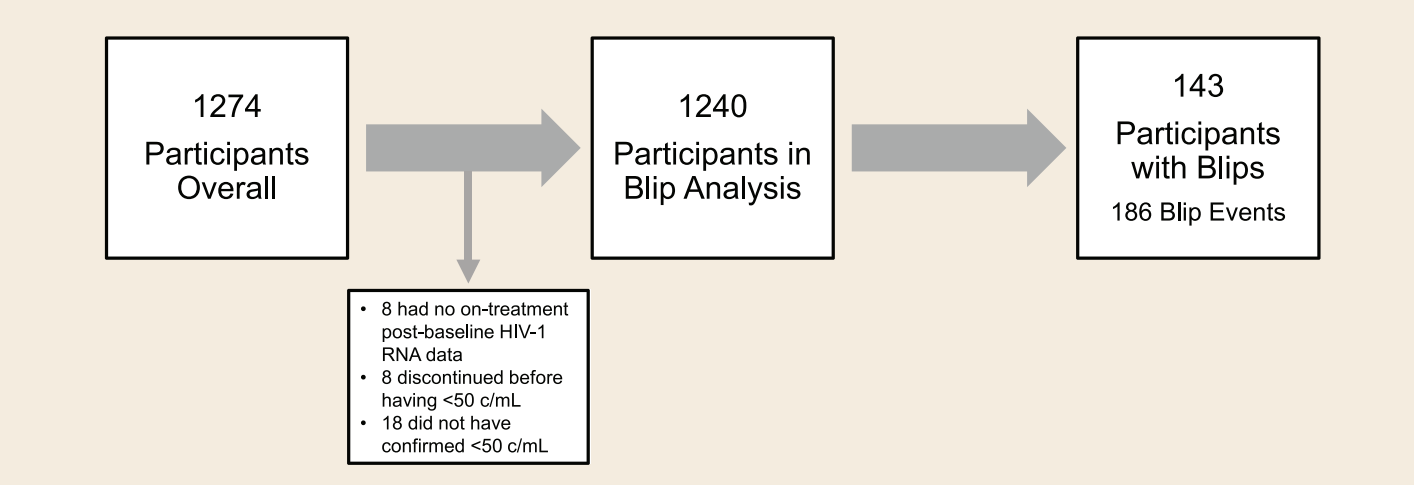 1274
Participants
Overall
1240
Participants in
Blip Analysis
143
Participants
with Blips
186 Blip Events
• 8 had no on-treatment
post-baseline HIV-1
RNA data
• 8 discontinued before
having <50 c/mL
• 18 did not have
confirmed <50 c/mL